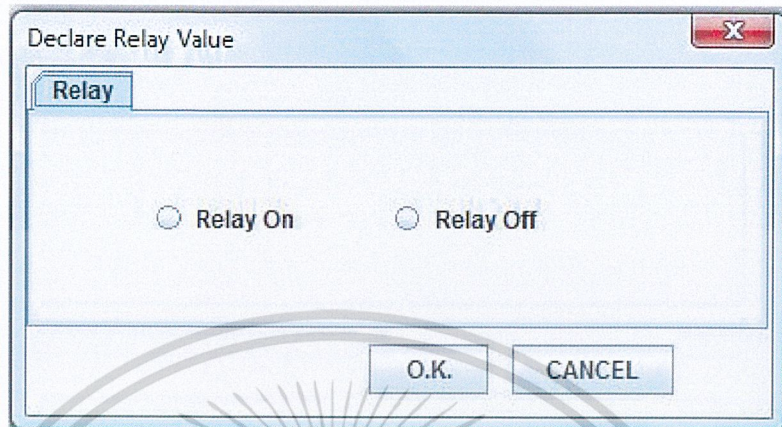 Declare Relay Value
Relay
Relay On Relay Off
O.K. CANCEL